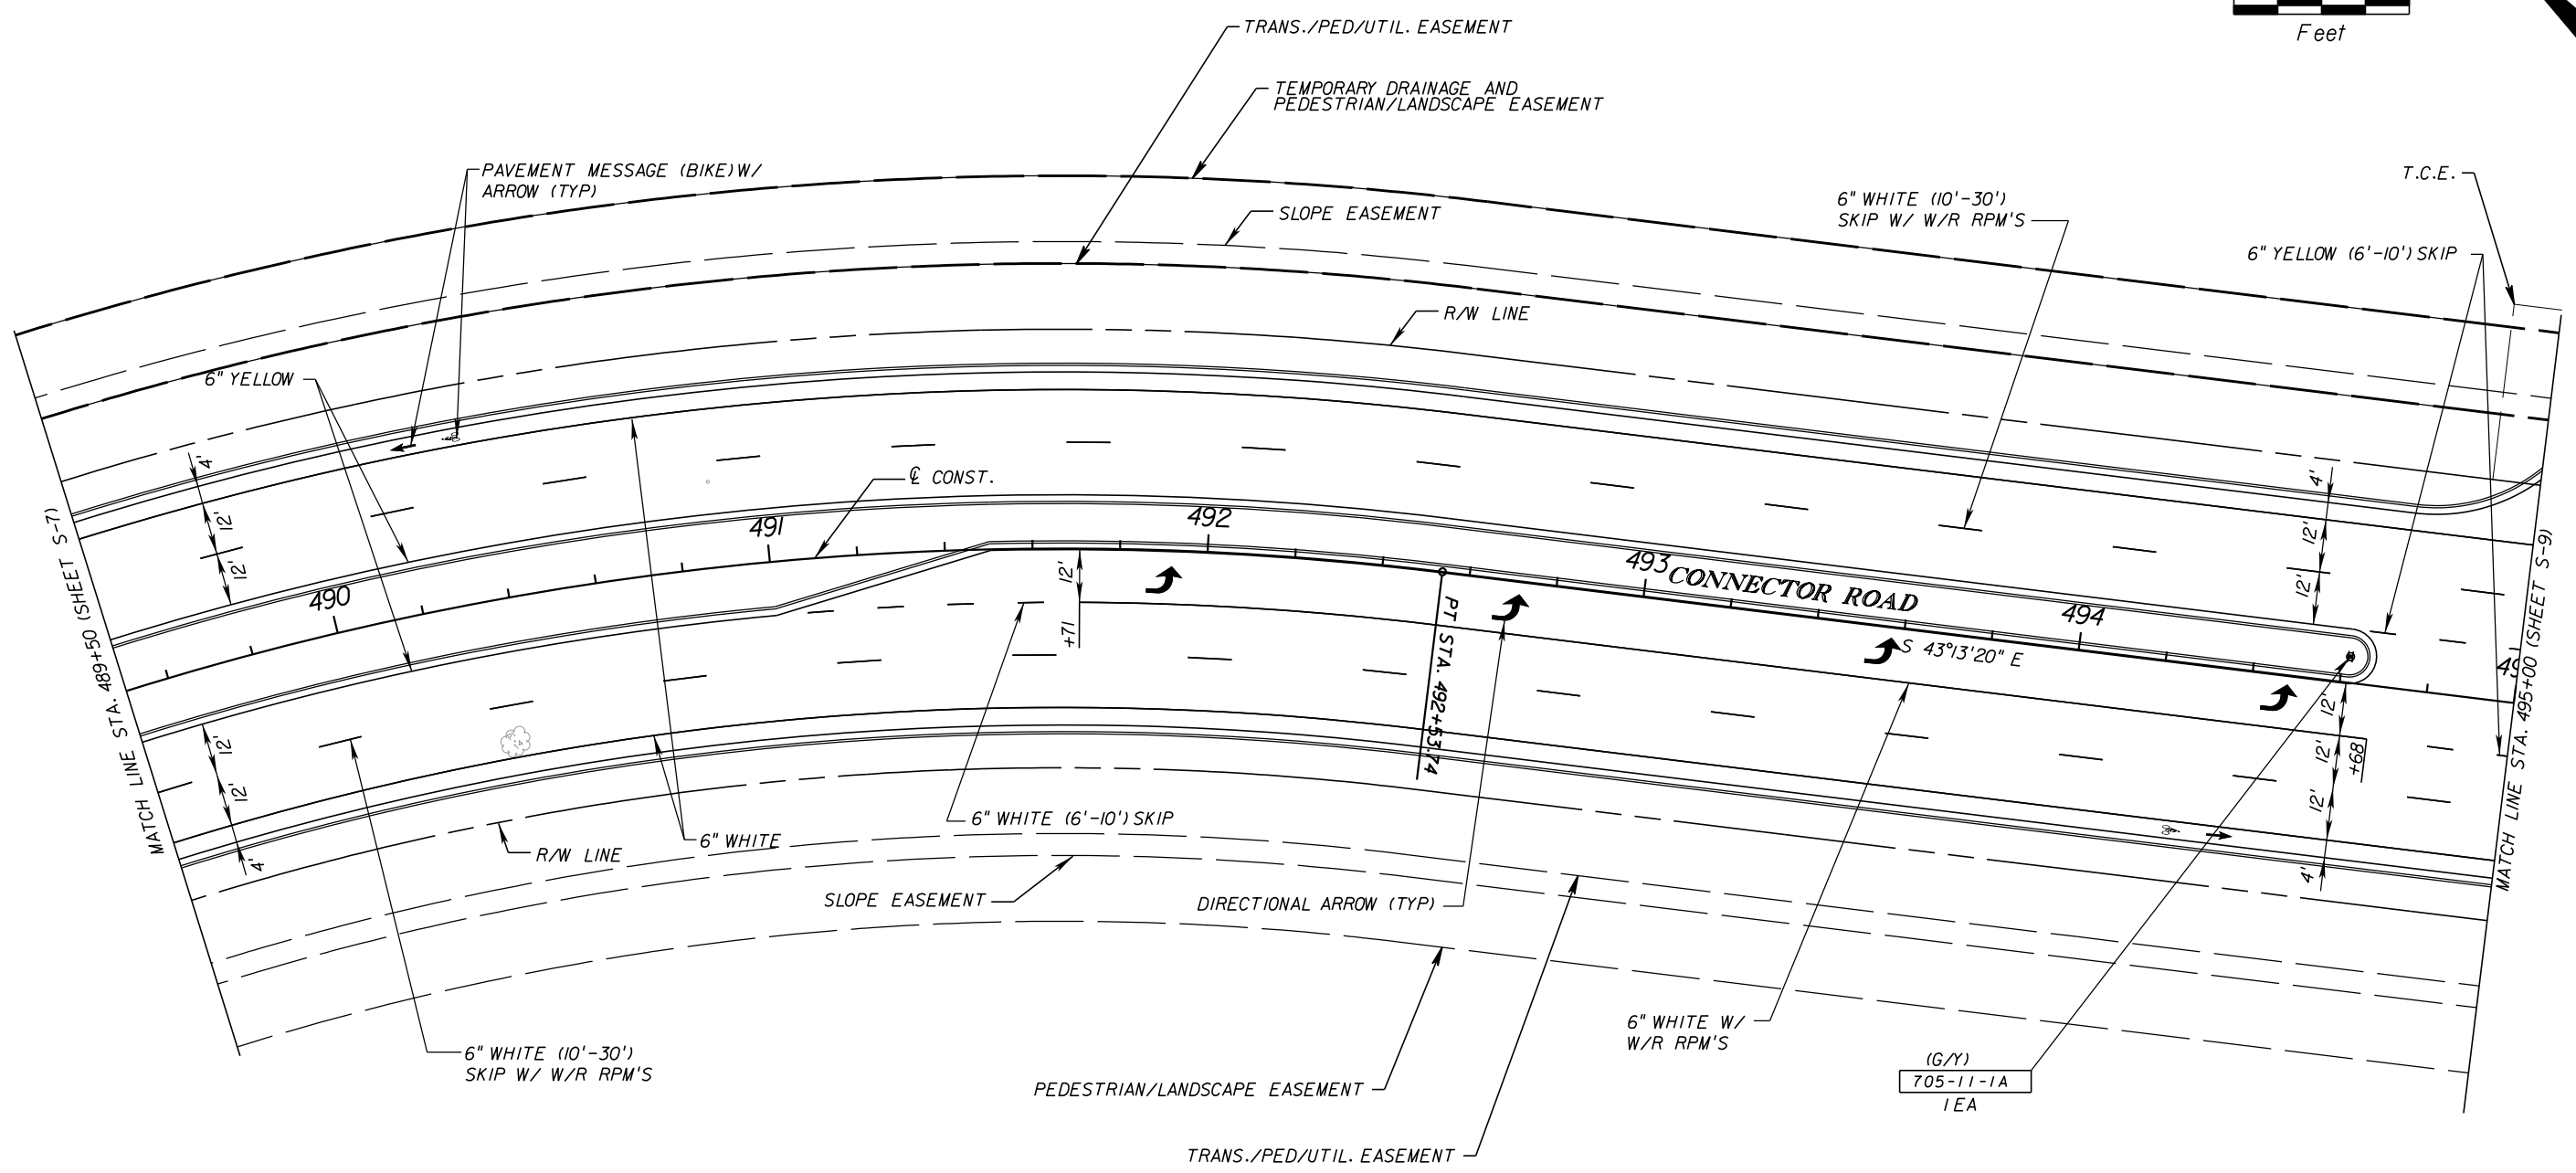 Feet
TRANS./PED/UTIL. EASEMENT
TEMPORARY DRAINAGE AND
PEDESTRIAN/LANDSCAPE EASEMENT
PAVEMENT MESSAGE (BIKE) W/
ARROW (TYP)
SLOPE EASEMENT
6" WHITE (10'-30')
SKIP W/ W/R RPM'S
T.C.E.
6" YELLOW (6'-10') SKIP
R/W LINE
6" YELLOW
℄ CONST.
4'
12'
12'
4'
12'
12'
490
491
492
493
CONNECTOR ROAD
494
49
12'
+71
PT STA. 492+53.74
S 43°13'20" E
12'
12'
4'
12'
12'
12'
4'
+68
MATCH LINE STA. 489+50 (SHEET S-7)
MATCH LINE STA. 495+00 (SHEET S-9)
6" WHITE (6'-10') SKIP
6" WHITE
R/W LINE
SLOPE EASEMENT
DIRECTIONAL ARROW (TYP)
6" WHITE (10'-30')
SKIP W/ W/R RPM'S
6" WHITE W/
W/R RPM'S
PEDESTRIAN/LANDSCAPE EASEMENT
(G/Y)
705-11-1A
1 EA
TRANS./PED/UTIL. EASEMENT